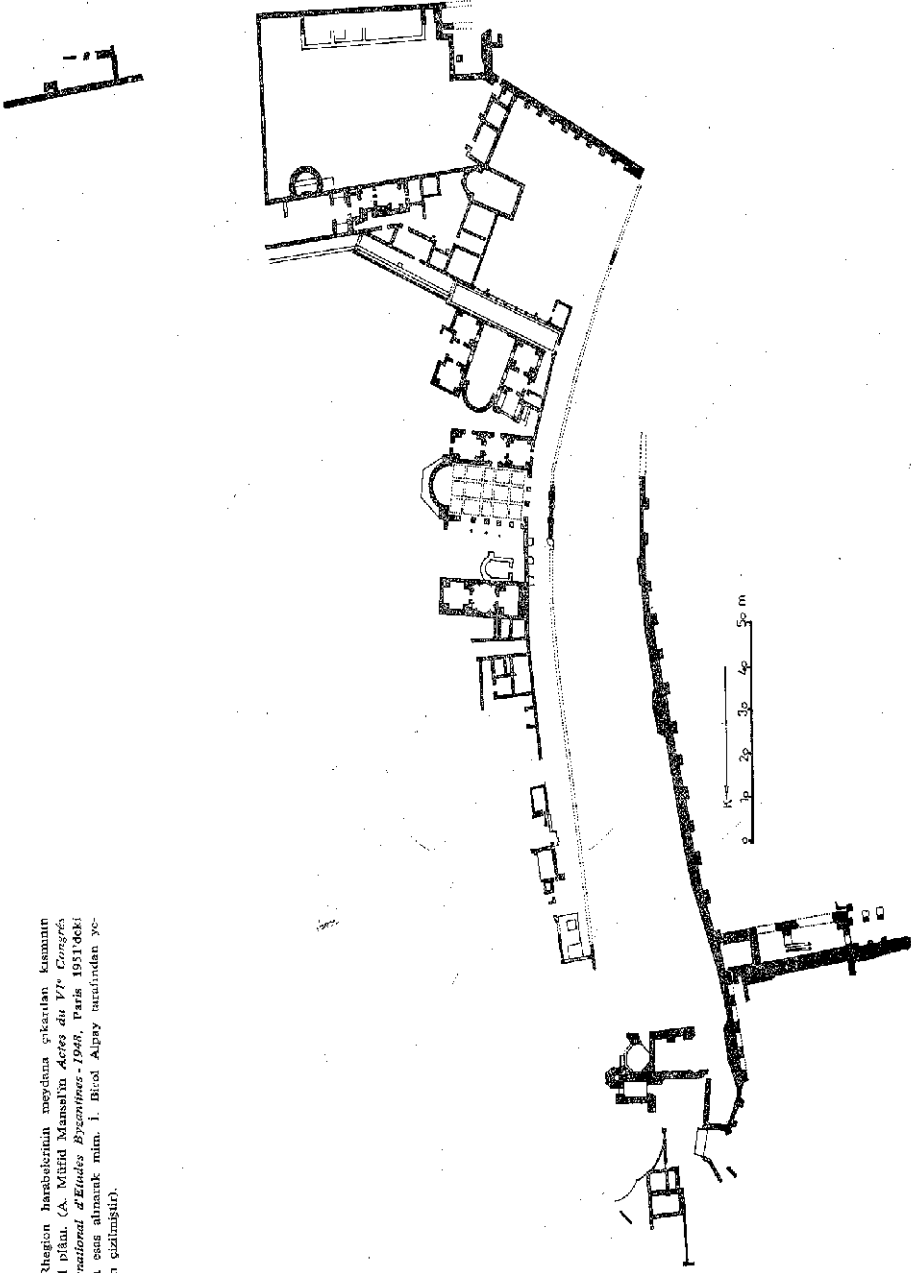 Rhegion harabelerinin meydana çıkarılan kısmının
plânı. (A. Müfid Mansel'in Actes du VIe Congrès
d'Etudes Byzantines - 1948, Paris 1951'deki
esas alınarak mim. İ. Birol Alpay tarafından ye-
çizilmiştir).
K
0 10 20 30 40 50 m